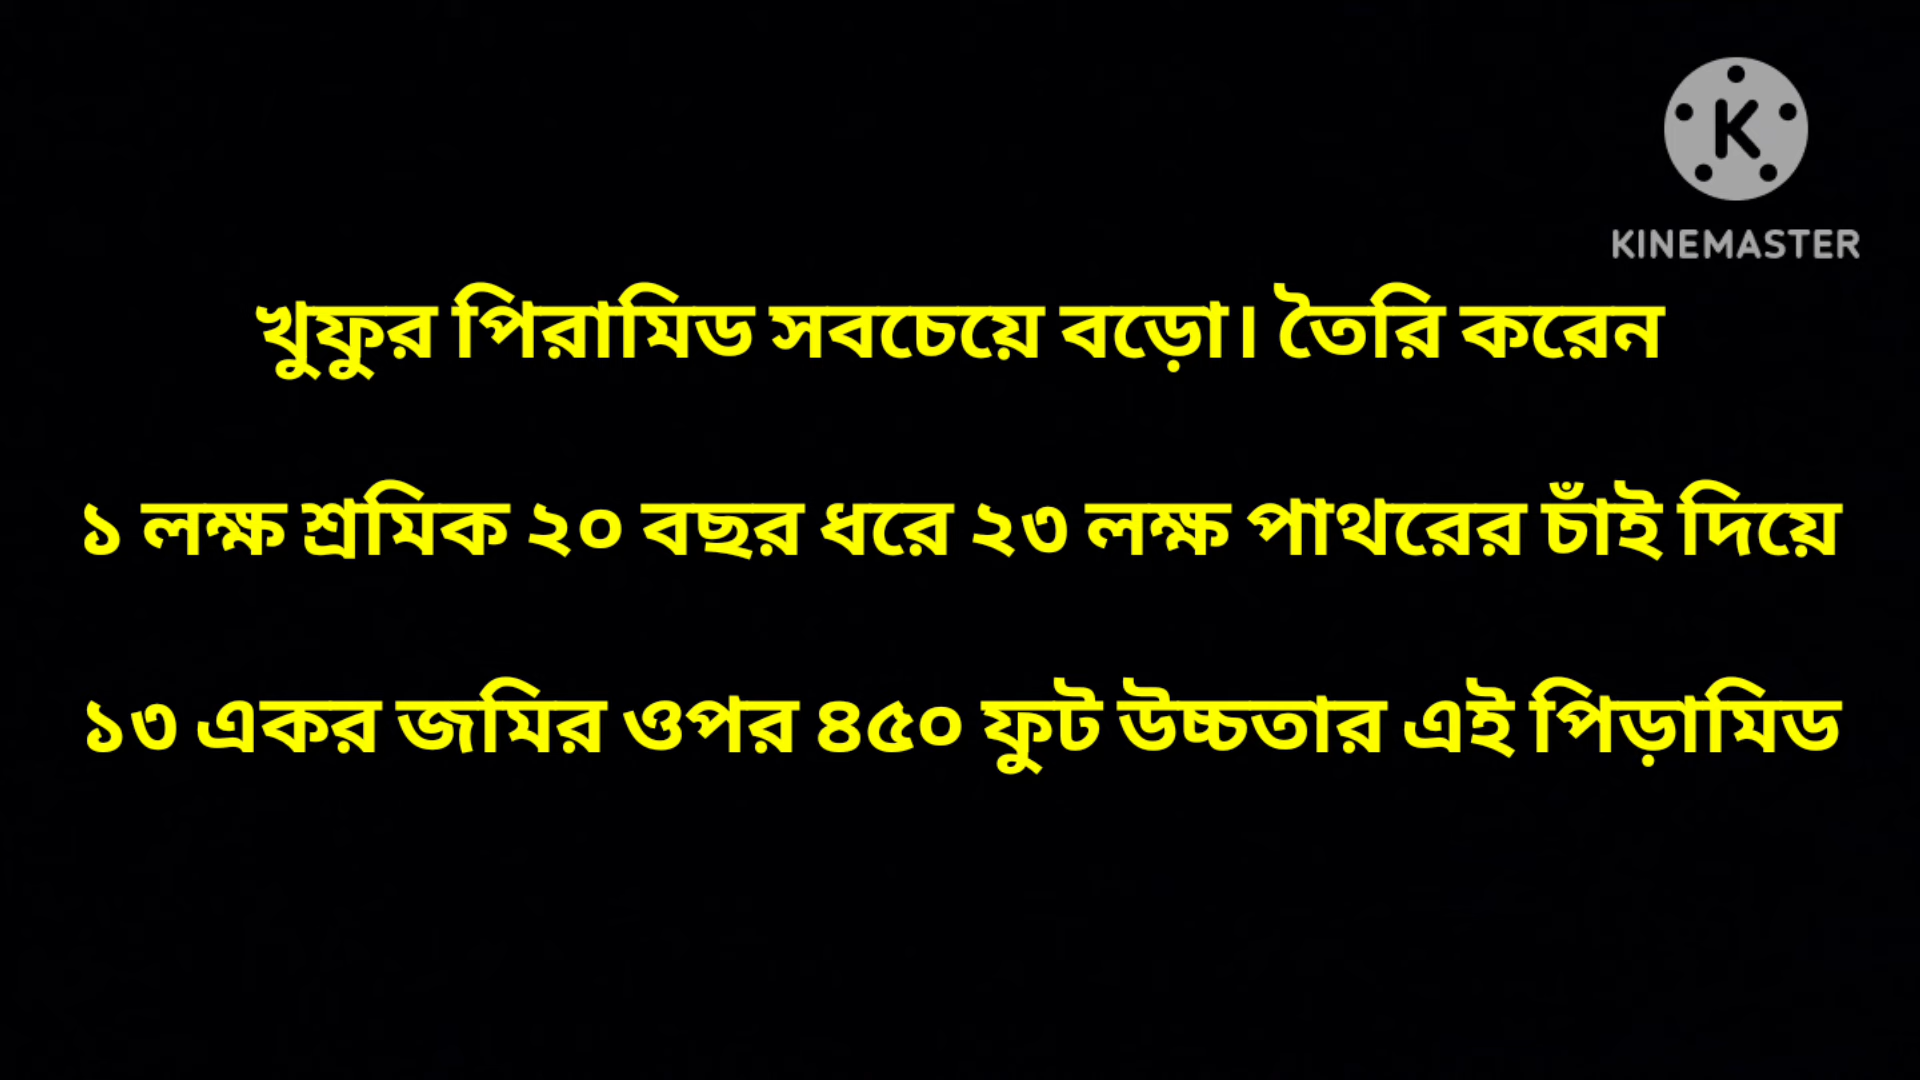 KINEMASTER
খুফুর পিরামিড সবচেয়ে বড়ো। তৈরি করেন
১ লক্ষ শ্রমিক ২০ বছর ধরে ২৩ লক্ষ পাথরের চাঁই দিয়ে
১৩ একর জমির ওপর ৪৫০ ফুট উচ্চতার এই পিড়ামিড